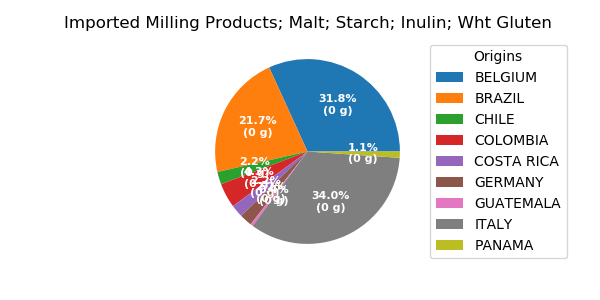 Imported Milling Products; Malt; Starch; Inulin; Wht Gluten
Origins
BELGIUM
BRAZIL
CHILE
COLOMBIA
COSTA RICA
GERMANY
GUATEMALA
ITALY
PANAMA
31.8%
(0 g)
21.7%
(0 g)
2.2%
(0 g)
34.0%
(0 g)
1.1%
(0 g)